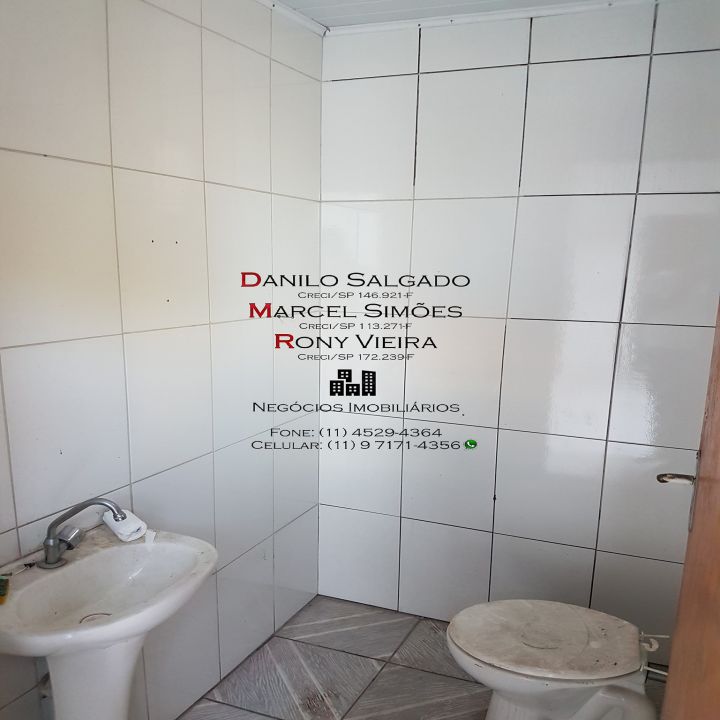 DANILO SALGADO
CRECI/SP 146.921-F
MARCEL SIMÕES
CRECI/SP 113.271-F
RONY VIEIRA
CRECI/SP 172.239-F
NEGÓCIOS IMOBILIÁRIOS
FONE: (11) 4529-4364
CELULAR: (11) 9 7171-4356